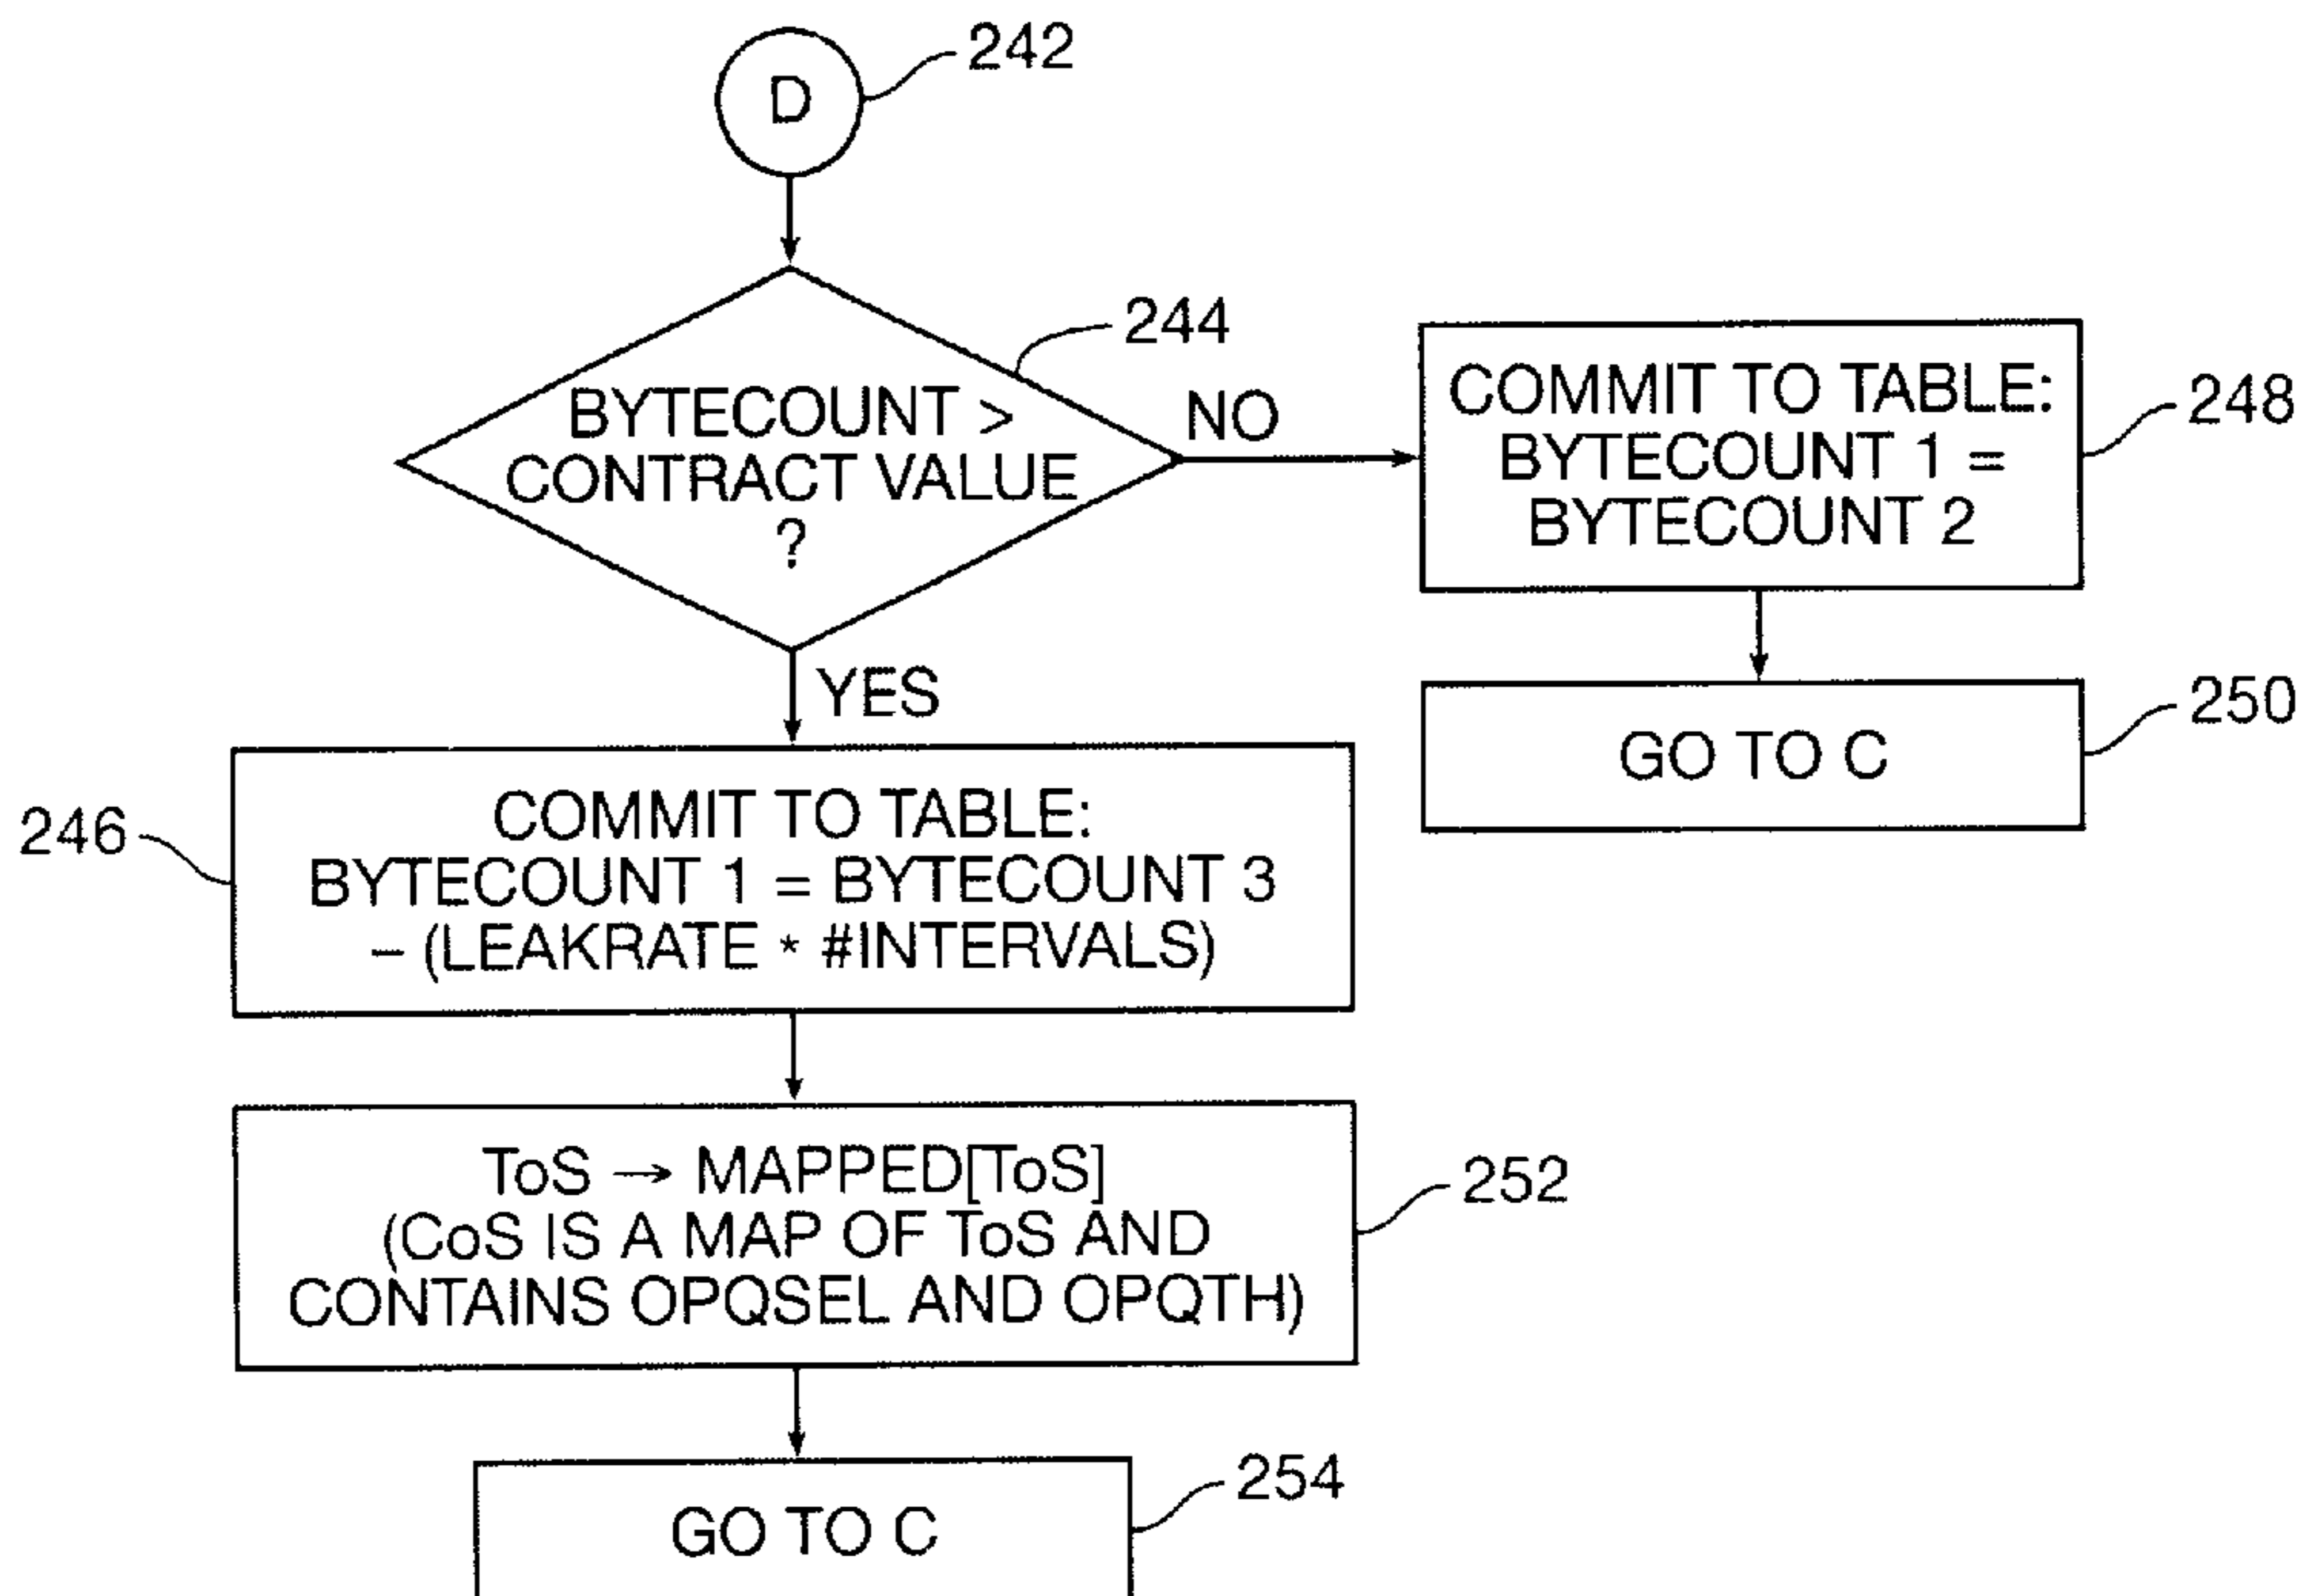 242
D
244
BYTECOUNT >
CONTRACT VALUE
?
NO
COMMIT TO TABLE:
BYTECOUNT 1 =
BYTECOUNT 2
248
YES
GO TO C
250
246
COMMIT TO TABLE:
BYTECOUNT 1 = BYTECOUNT 3
– (LEAKRATE * #INTERVALS)
ToS → MAPPED[ToS]
(CoS IS A MAP OF ToS AND
CONTAINS OPQSEL AND OPQTH)
252
GO TO C
254